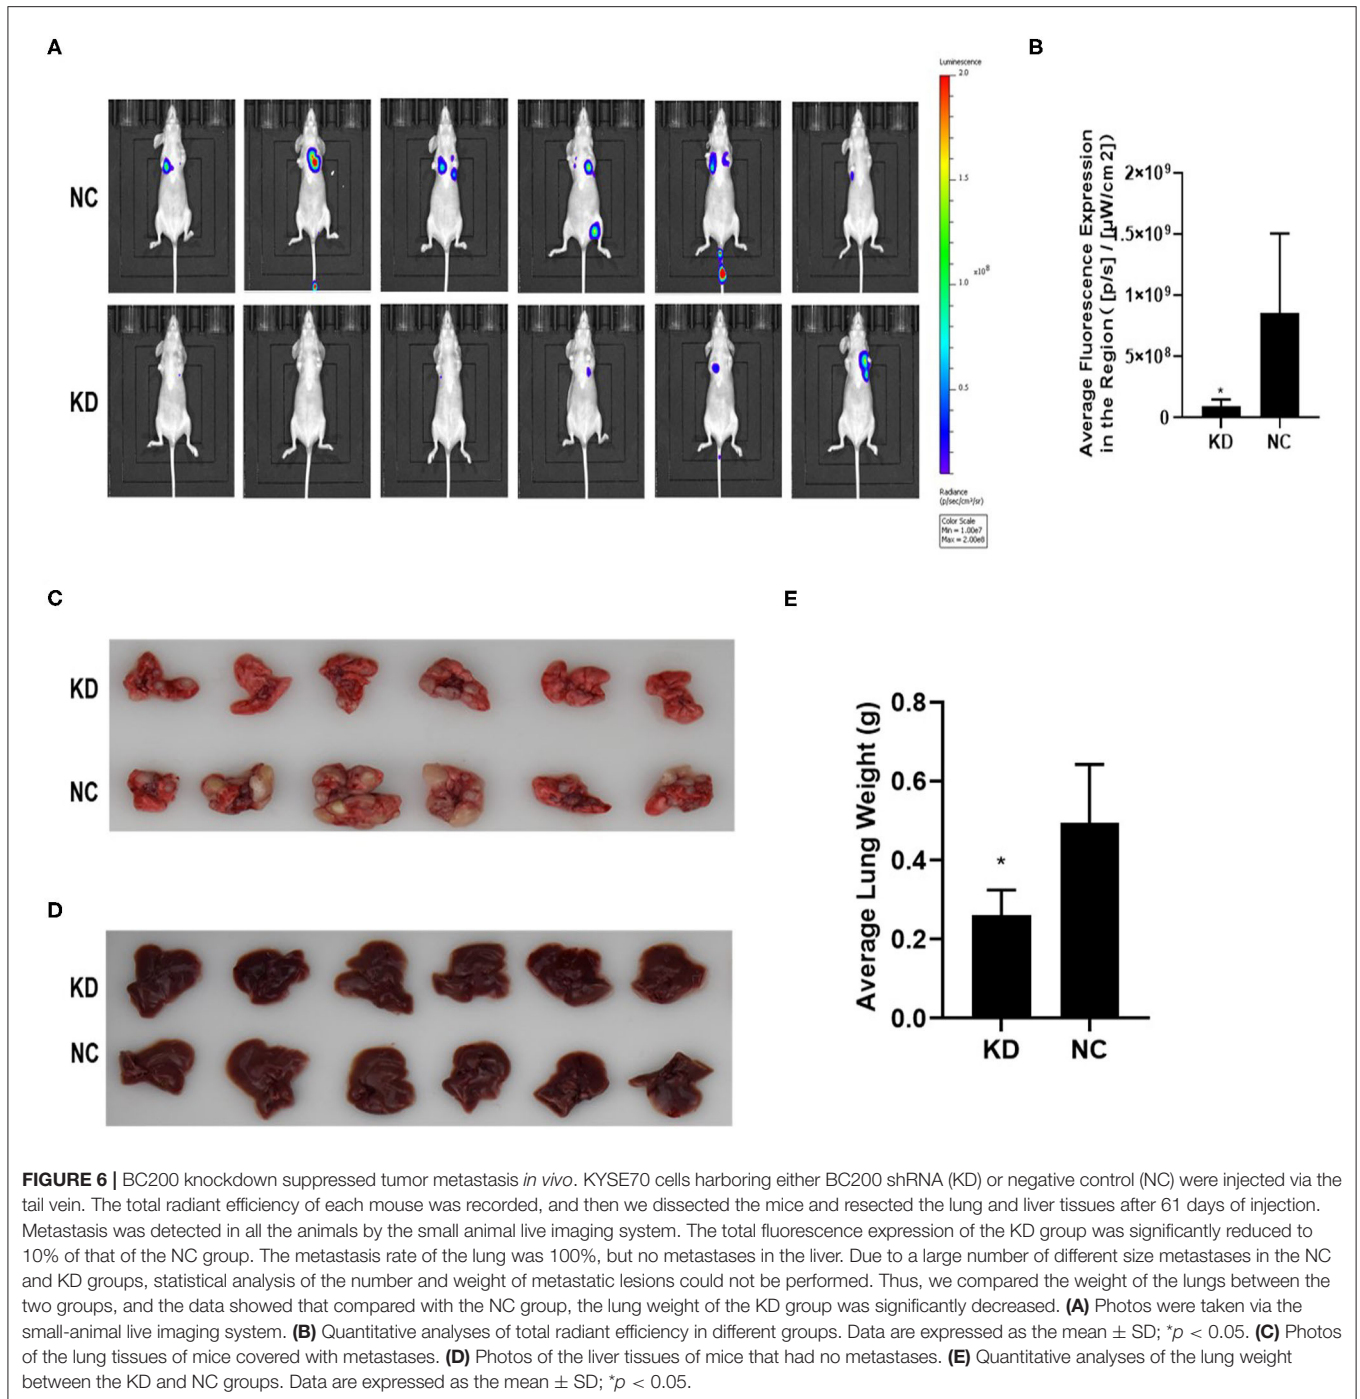 A
B
Luminescence
2.0
1.5
1.0
x10⁸
0.5
Radiance
(p/sec/cm²/sr)
Color Scale
Min = 1.00e7
Max = 2.00e8
NC
KD
Average Fluorescence Expression
in the Region ( [p/s] / [µW/cm 2])
2×10⁹
1.5×10⁹
1×10⁹
5×10⁸
0
*
KD
NC
C
KD
NC
D
KD
NC
E
Average Lung Weight (g)
0.8
0.6
0.4
0.2
0.0
*
KD
NC
FIGURE 6 | BC200 knockdown suppressed tumor metastasis in vivo. KYSE70 cells harboring either BC200 shRNA (KD) or negative control (NC) were injected via the
tail vein. The total radiant efficiency of each mouse was recorded, and then we dissected the mice and resected the lung and liver tissues after 61 days of injection.
Metastasis was detected in all the animals by the small animal live imaging system. The total fluorescence expression of the KD group was significantly reduced to
10% of that of the NC group. The metastasis rate of the lung was 100%, but no metastases in the liver. Due to a large number of different size metastases in the NC
and KD groups, statistical analysis of the number and weight of metastatic lesions could not be performed. Thus, we compared the weight of the lungs between the
two groups, and the data showed that compared with the NC group, the lung weight of the KD group was significantly decreased. (A) Photos were taken via the
small-animal live imaging system. (B) Quantitative analyses of total radiant efficiency in different groups. Data are expressed as the mean ± SD; *p < 0.05. (C) Photos
of the lung tissues of mice covered with metastases. (D) Photos of the liver tissues of mice that had no metastases. (E) Quantitative analyses of the lung weight
between the KD and NC groups. Data are expressed as the mean ± SD; *p < 0.05.